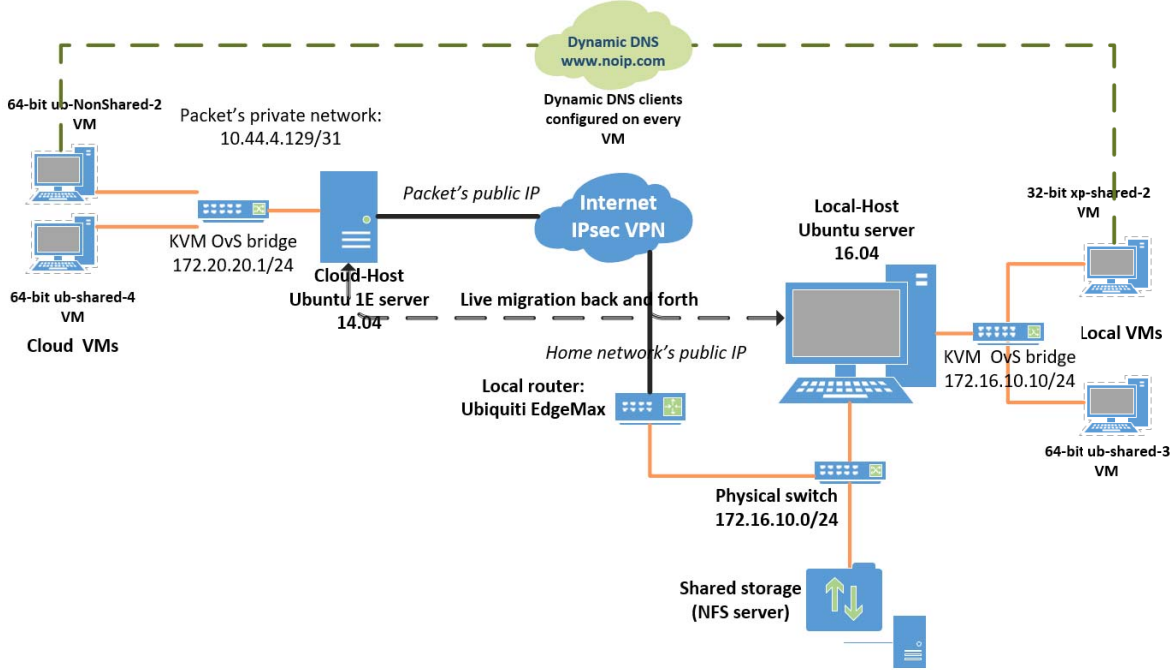 Dynamic DNS
www.noip.com
Dynamic DNS clients
configured on every
VM
64-bit ub-NonShared-2
VM
Packet's private network:
10.44.4.129/31
KVM OvS bridge
172.20.20.1/24
64-bit ub-shared-4
VM
Cloud VMs
Cloud-Host
Ubuntu 1E server
14.04
Packet's public IP
Internet
IPsec VPN
Live migration back and forth
Home network's public IP
Local router:
Ubiquiti EdgeMax
Local-Host
Ubuntu server
16.04
32-bit xp-shared-2
VM
KVM OvS bridge
172.16.10.10/24
Local VMs
64-bit ub-shared-3
VM
Physical switch
172.16.10.0/24
Shared storage
(NFS server)